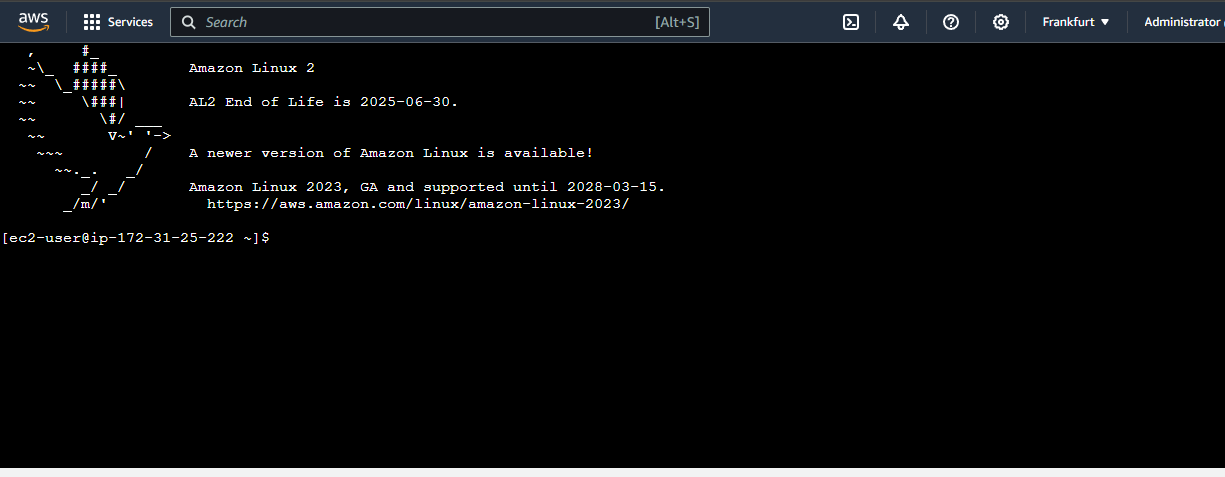 aws Services Search [Alt+S] Frankfurt Administrator
   ,     #_
   ~\_  ####_        Amazon Linux 2
  ~~  \_#####\
  ~~     \###|       AL2 End of Life is 2025-06-30.
  ~~       \#/ ___
   ~~       V~' '->
    ~~~         /    A newer version of Amazon Linux is available!
      ~~._.   _/
         _/ _/       Amazon Linux 2023, GA and supported until 2028-03-15.
       _/m/'           https://aws.amazon.com/linux/amazon-linux-2023/
[ec2-user@ip-172-31-25-222 ~]$